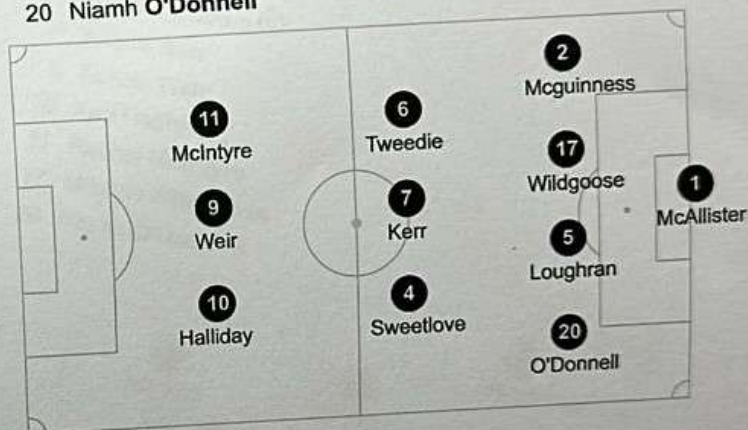 20 Niamh O'Donnell
2
Mcguinness
11
McIntyre
6
Tweedie
17
Wildgoose
1
McAllister
9
Weir
7
Kerr
5
Loughran
10
Halliday
4
Sweetlove
20
O'Donnell